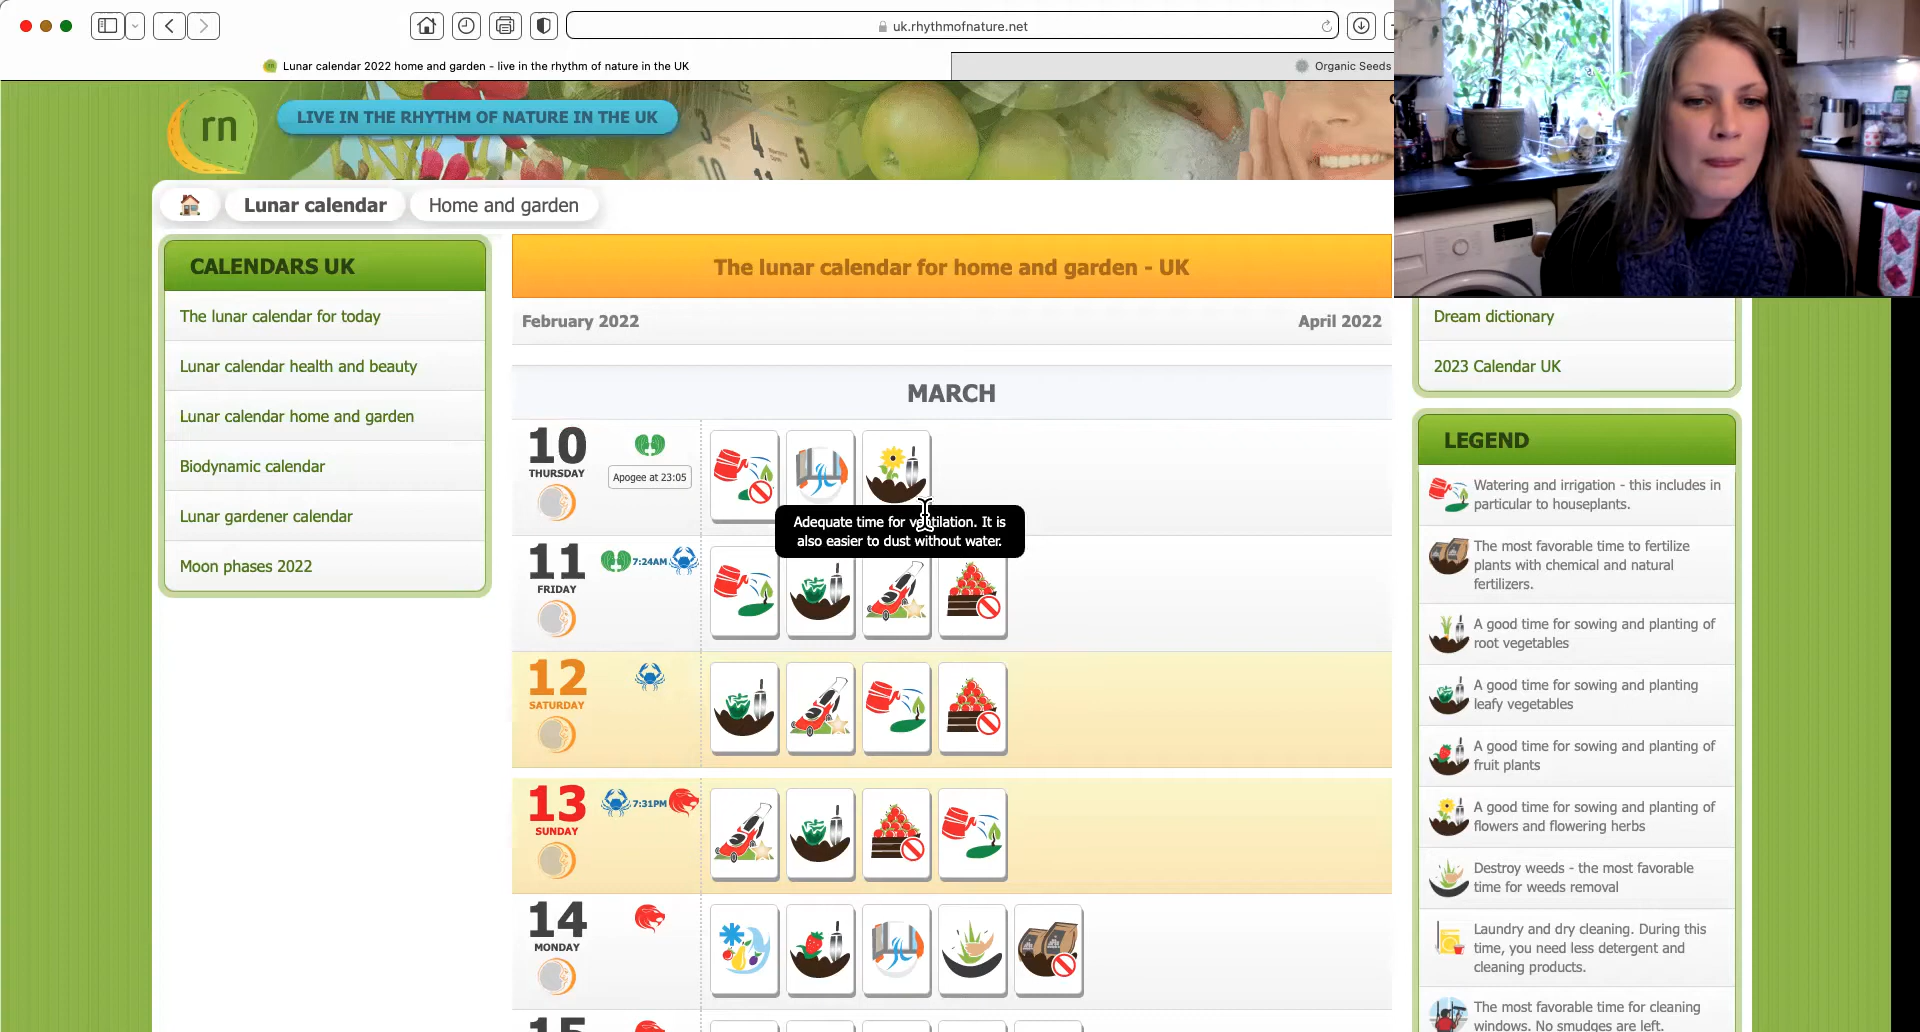 uk.rhythmofnature.net
Lunar calendar 2022 home and garden - live in the rhythm of nature in the UK
Organic Seeds
rn
LIVE IN THE RHYTHM OF NATURE IN THE UK
Lunar calendar
Home and garden
CALENDARS UK
The lunar calendar for today
Lunar calendar health and beauty
Lunar calendar home and garden
Biodynamic calendar
Lunar gardener calendar
Moon phases 2022
The lunar calendar for home and garden - UK
February 2022
April 2022
MARCH
10
THURSDAY
Apogee at 23:05
Adequate time for ventilation. It is
also easier to dust without water.
11
FRIDAY
7:24AM
12
SATURDAY
13
SUNDAY
7:31PM
14
MONDAY
15
Dream dictionary
2023 Calendar UK
LEGEND
Watering and irrigation - this includes in
particular to houseplants.
The most favorable time to fertilize
plants with chemical and natural
fertilizers.
A good time for sowing and planting of
root vegetables
A good time for sowing and planting
leafy vegetables
A good time for sowing and planting of
fruit plants
A good time for sowing and planting of
flowers and flowering herbs
Destroy weeds - the most favorable
time for weeds removal
Laundry and dry cleaning. During this
time, you need less detergent and
cleaning products.
The most favorable time for cleaning
windows. No smudges are left.